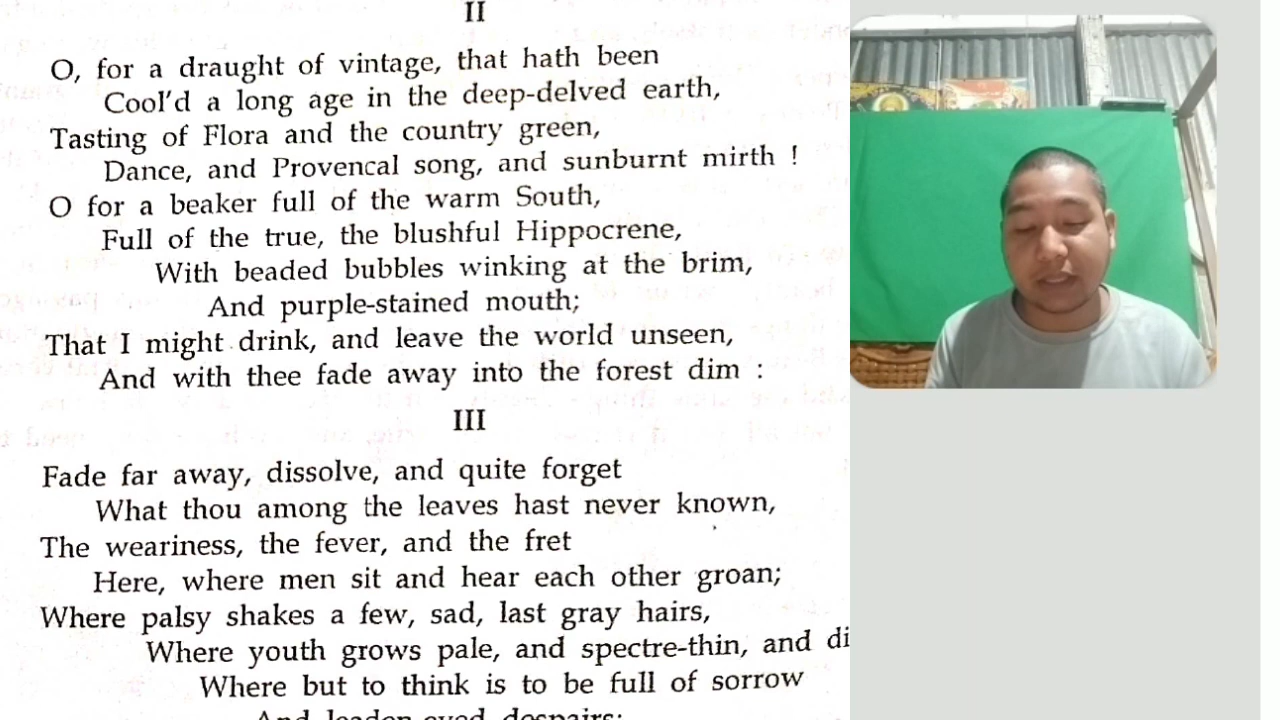 II
O, for a draught of vintage, that hath been
Cool'd a long age in the deep-delved earth,
Tasting of Flora and the country green,
Dance, and Provencal song, and sunburnt mirth !
O for a beaker full of the warm South,
Full of the true, the blushful Hippocrene,
With beaded bubbles winking at the brim,
And purple-stained mouth;
That I might drink, and leave the world unseen,
And with thee fade away into the forest dim :
III
Fade far away, dissolve, and quite forget
What thou among the leaves hast never known,
The weariness, the fever, and the fret
Here, where men sit and hear each other groan;
Where palsy shakes a few, sad, last gray hairs,
Where youth grows pale, and spectre-thin, and di
Where but to think is to be full of sorrow
And leaden-eyed despairs;